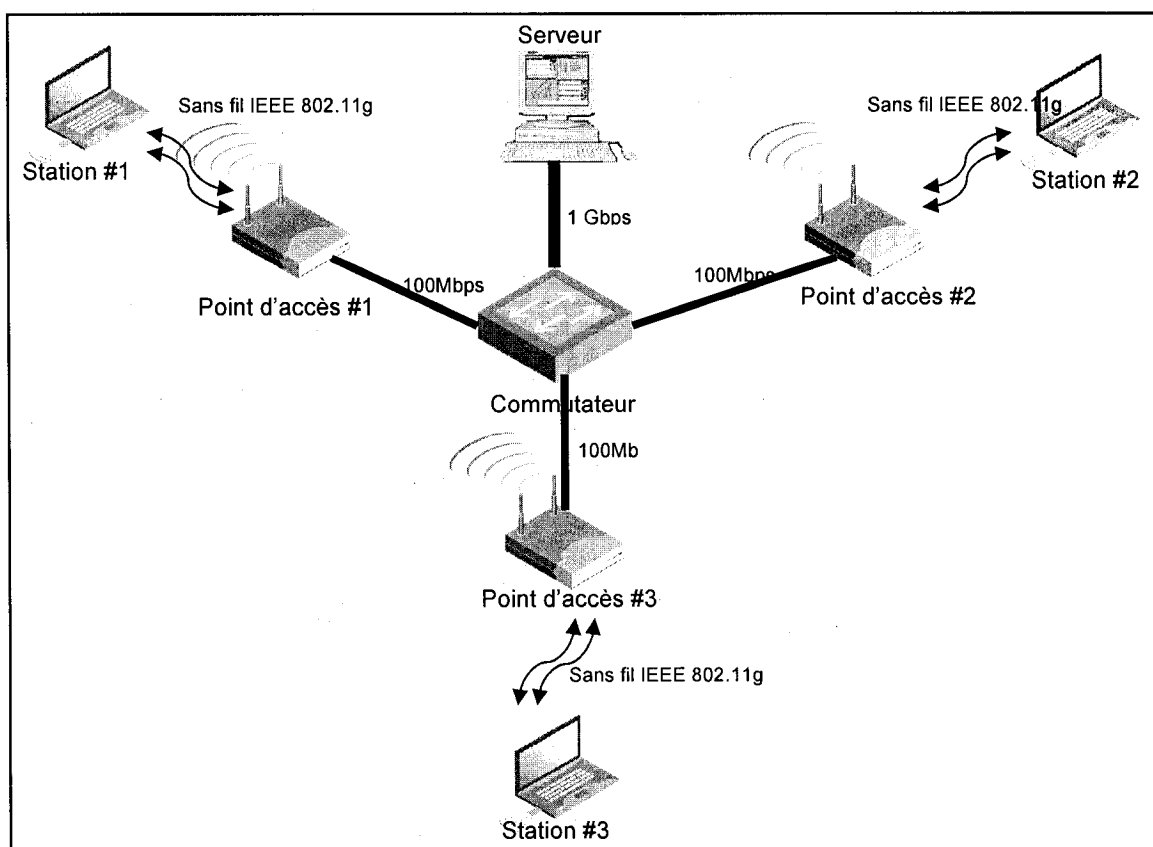 Serveur
Sans fil IEEE 802.11g
Station #1
Sans fil IEEE 802.11g
Station #2
1 Gbps
100Mbps
Point d'accès #1
100Mbps
Point d'accès #2
Commutateur
100Mb
Point d'accès #3
Sans fil IEEE 802.11g
Station #3